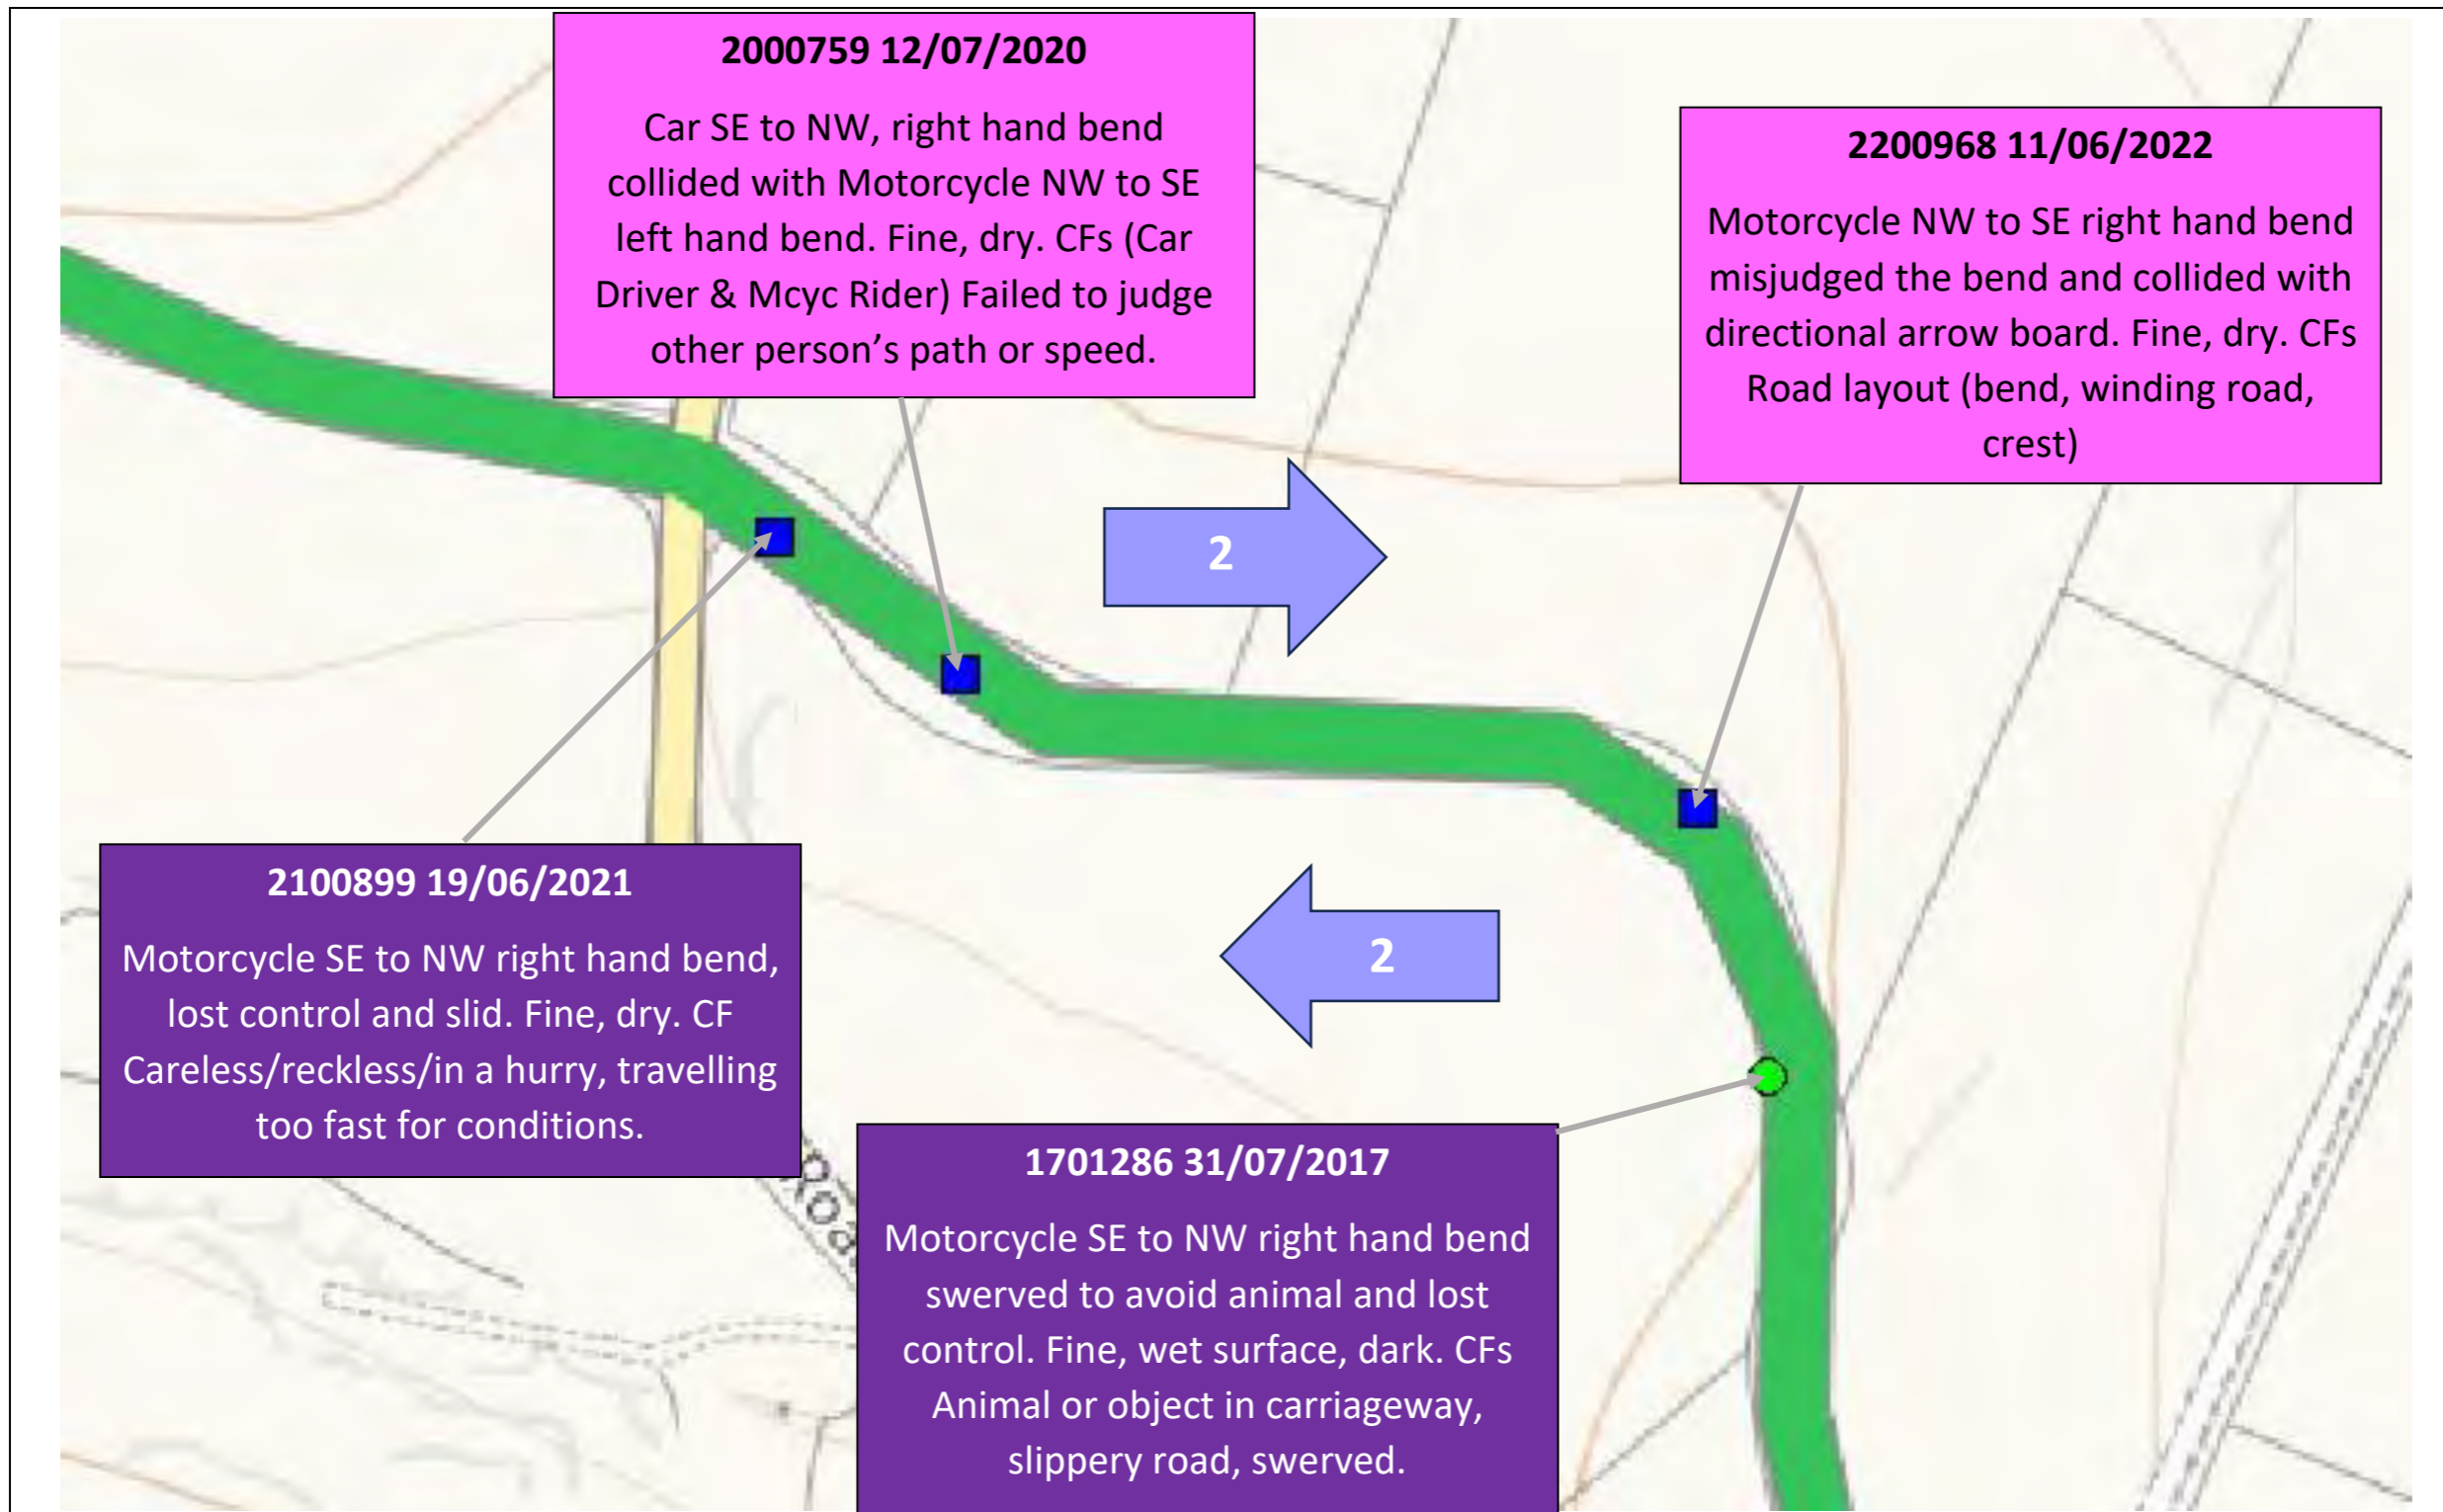 2000759 12/07/2020
Car SE to NW, right hand bend
collided with Motorcycle NW to SE
left hand bend. Fine, dry. CFs (Car
Driver & Mcyc Rider) Failed to judge
other person’s path or speed.
2200968 11/06/2022
Motorcycle NW to SE right hand bend
misjudged the bend and collided with
directional arrow board. Fine, dry. CFs
Road layout (bend, winding road,
crest)
2
2100899 19/06/2021
Motorcycle SE to NW right hand bend,
lost control and slid. Fine, dry. CF
Careless/reckless/in a hurry, travelling
too fast for conditions.
2
1701286 31/07/2017
Motorcycle SE to NW right hand bend
swerved to avoid animal and lost
control. Fine, wet surface, dark. CFs
Animal or object in carriageway,
slippery road, swerved.